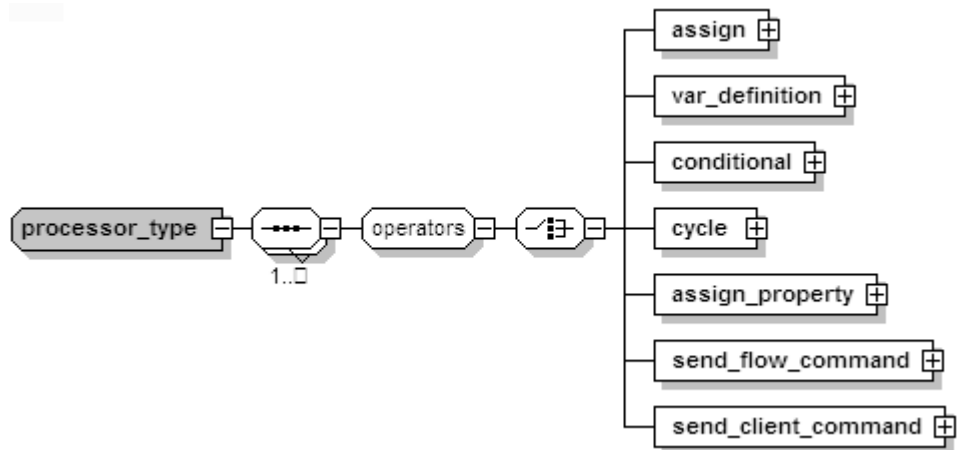 assign
var_definition
conditional
processor_type
operators
cycle
1..□
assign_property
send_flow_command
send_client_command